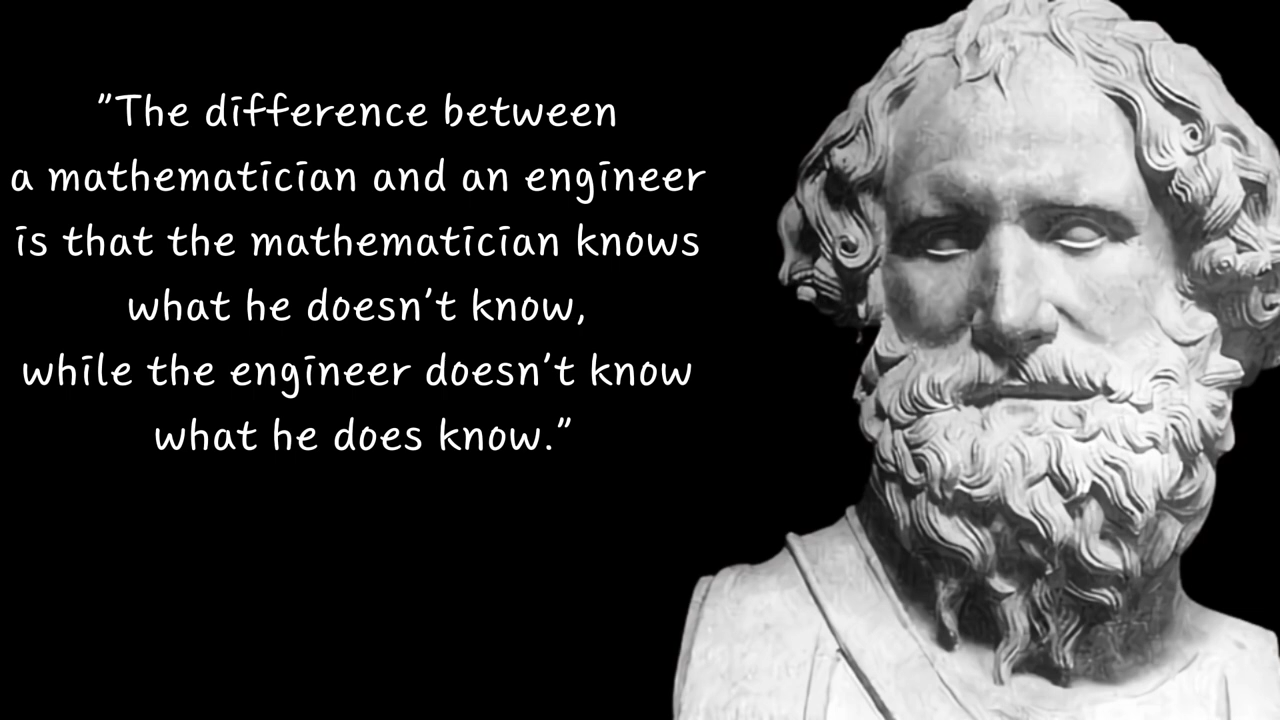 "The difference between
a mathematician and an engineer
is that the mathematician knows
what he doesn't know,
while the engineer doesn't know
what he does know."